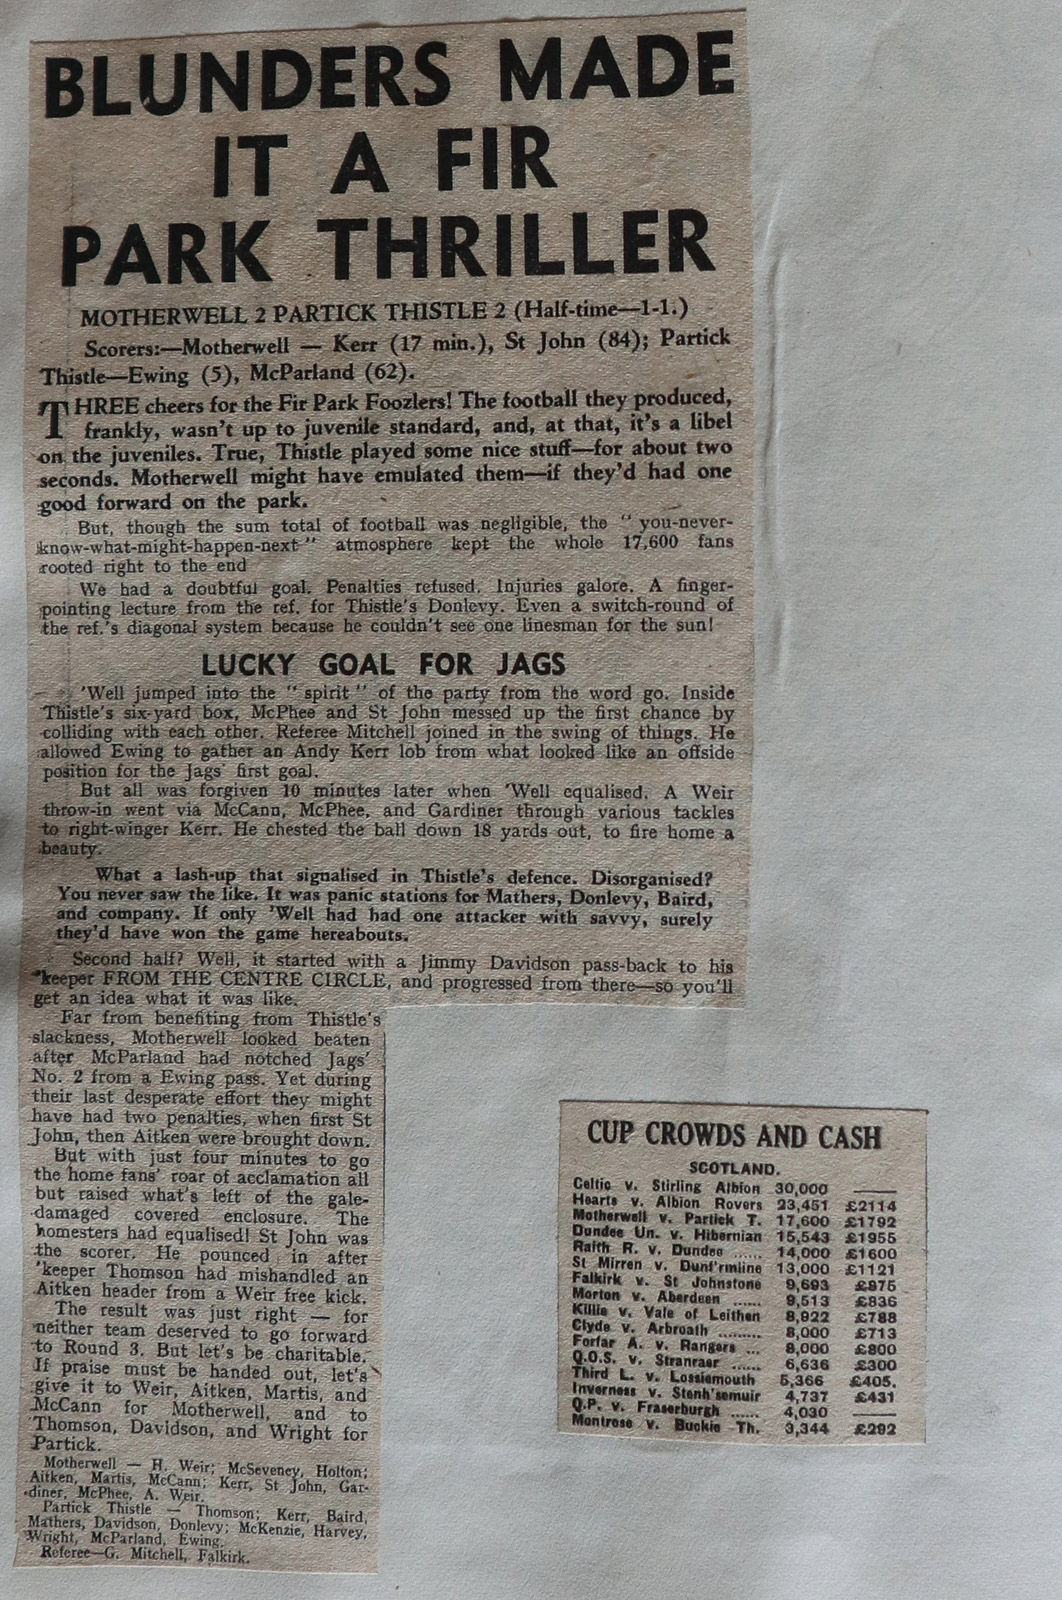 BLUNDERS MADE
IT A FIR
PARK THRILLER
MOTHERWELL 2 PARTICK THISTLE 2 (Half-time—1-1.)
Scorers:—Motherwell — Kerr (17 min.), St John (84); Partick
Thistle—Ewing (5), McParland (62).
THREE cheers for the Fir Park Foozlers! The football they produced,
frankly, wasn't up to juvenile standard, and, at that, it's a libel
on the juveniles. True, Thistle played some nice stuff—for about two
seconds. Motherwell might have emulated them—if they'd had one
good forward on the park.
But, though the sum total of football was negligible, the " you-never-
know-what-might-happen-next " atmosphere kept the whole 17,600 fans
rooted right to the end
We had a doubtful goal. Penalties refused. Injuries galore. A finger-
pointing lecture from the ref. for Thistle's Donlevy. Even a switch-round of
the ref.'s diagonal system because he couldn't see one linesman for the sun!
LUCKY GOAL FOR JAGS
'Well jumped into the " spirit " of the party from the word go. Inside
Thistle's six-yard box, McPhee and St John messed up the first chance by
colliding with each other. Referee Mitchell joined in the swing of things. He
allowed Ewing to gather an Andy Kerr lob from what looked like an offside
position for the Jags' first goal.
But all was forgiven 10 minutes later when 'Well equalised. A Weir
throw-in went via McCann, McPhee, and Gardiner through various tackles
to right-winger Kerr. He chested the ball down 18 yards out, to fire home a
beauty.
What a lash-up that signalised in Thistle's defence. Disorganised?
You never saw the like. It was panic stations for Mathers, Donlevy, Baird,
and company. If only 'Well had had one attacker with savvy, surely
they'd have won the game hereabouts.
Second half? Well, it started with a Jimmy Davidson pass-back to his
'keeper FROM THE CENTRE CIRCLE, and progressed from there—so you'll
get an idea what it was like.
Far from benefiting from Thistle's
slackness, Motherwell looked beaten
after McParland had notched Jags'
No. 2 from a Ewing pass. Yet during
their last desperate effort they might
have had two penalties, when first St
John, then Aitken were brought down.
But with just four minutes to go
the home fans' roar of acclamation all
but raised what's left of the gale-
damaged covered enclosure. The
homesters had equalised! St John was
the scorer. He pounced in after
'keeper Thomson had mishandled an
Aitken header from a Weir free kick.
The result was just right — for
neither team deserved to go forward
to Round 3. But let's be charitable.
If praise must be handed out, let's
give it to Weir, Aitken, Martis, and
McCann for Motherwell, and to
Thomson, Davidson, and Wright for
Partick.
Motherwell — H. Weir; McSeveney, Holton;
Aitken, Martis, McCann; Kerr, St John, Gar-
diner, McPhee, A. Weir.
Partick Thistle — Thomson; Kerr, Baird,
Mathers, Davidson, Donlevy; McKenzie, Harvey,
Wright, McParland, Ewing.
Referee—G. Mitchell, Falkirk.
CUP CROWDS AND CASH
SCOTLAND.
Celtic v. Stirling Albion 30,000 ——
Hearts v. Albion Rovers 23,451 £2114
Motherwell v. Partick T. 17,600 £1792
Dundee Un. v. Hibernian 15,543 £1955
Raith R. v. Dundee ...... 14,000 £1600
St Mirren v. Dunf'rmline 13,000 £1121
Falkirk v. St Johnstone 9,693 £875
Morton v. Aberdeen ...... 9,513 £836
Killie v. Vale of Leithen 8,922 £788
Clyde v. Arbroath ......... 8,000 £713
Forfar A. v. Rangers ... 8,000 £800
Q.O.S. v. Stranraer ...... 6,636 £300
Third L. v. Lossiemouth 5,366 £405.
Inverness v. Stenh'semuir 4,737 £431
Q.P. v. Fraserburgh ...... 4,030 ——
Montrose v. Buckie Th. 3,344 £292